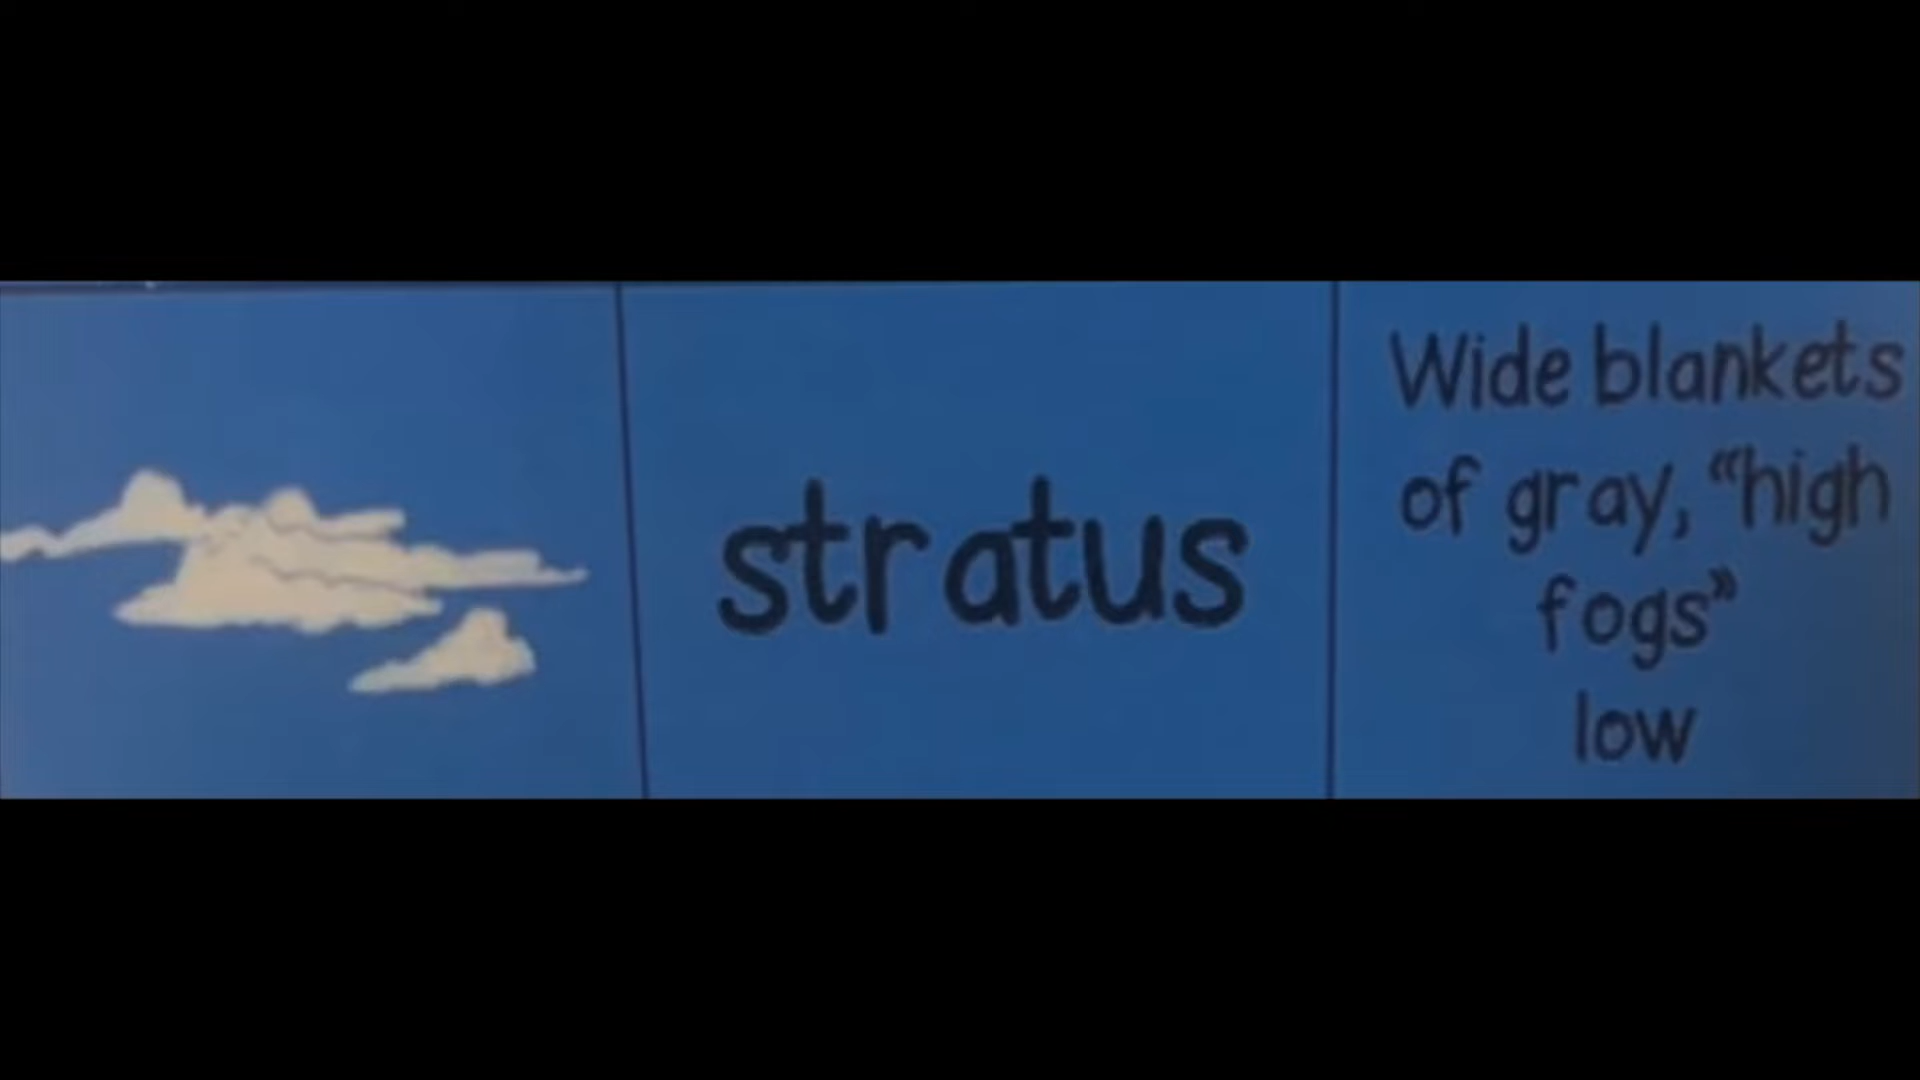 stratus
Wide blankets
of gray, “high
fogs”
low